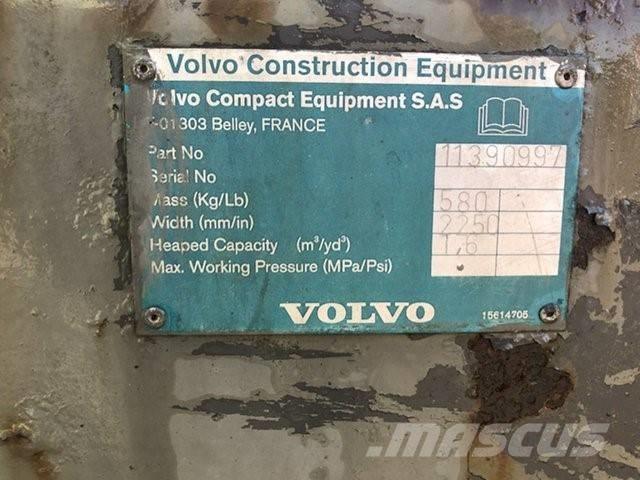 Volvo Construction Equipment
Volvo Compact Equipment S.A.S
F-01303 Belley, FRANCE
Part No 11390997
Serial No
Mass (Kg/Lb) 580
Width (mm/in) 2250
Heaped Capacity (m³/yd³) 1,6
Max. Working Pressure (MPa/Psi)
VOLVO 15614705
MASCUS